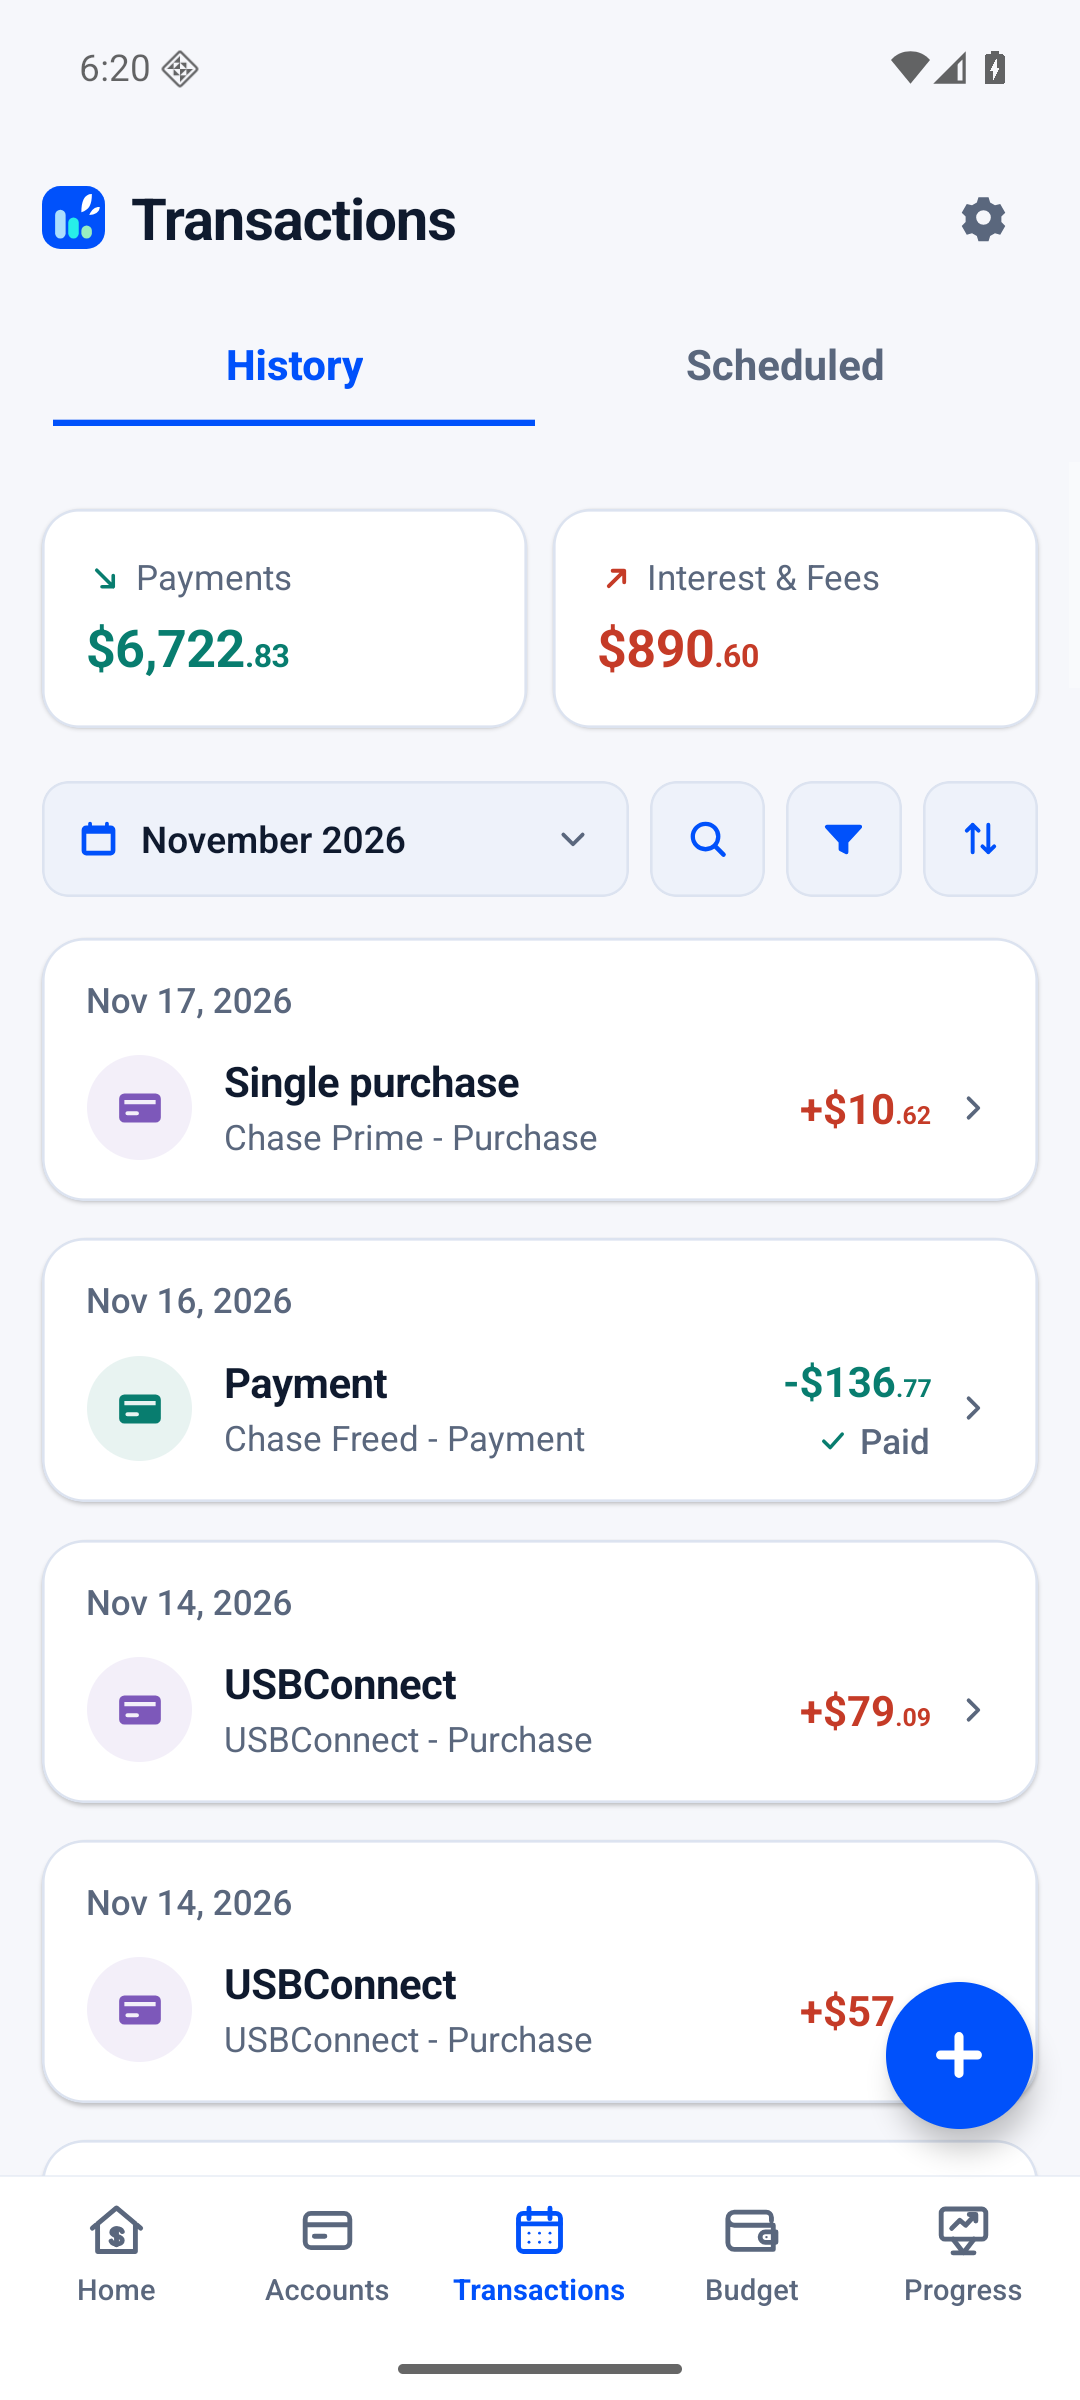 6:20
Transactions
History
Scheduled
Payments
$6,722.83
Interest & Fees
$890.60
November 2026
Nov 17, 2026
Single purchase
Chase Prime - Purchase
+$10.62
Nov 16, 2026
Payment
Chase Freed - Payment
-$136.77
Paid
Nov 14, 2026
USBConnect
USBConnect - Purchase
+$79.09
Nov 14, 2026
USBConnect
USBConnect - Purchase
+$57
Home
Accounts
Transactions
Budget
Progress